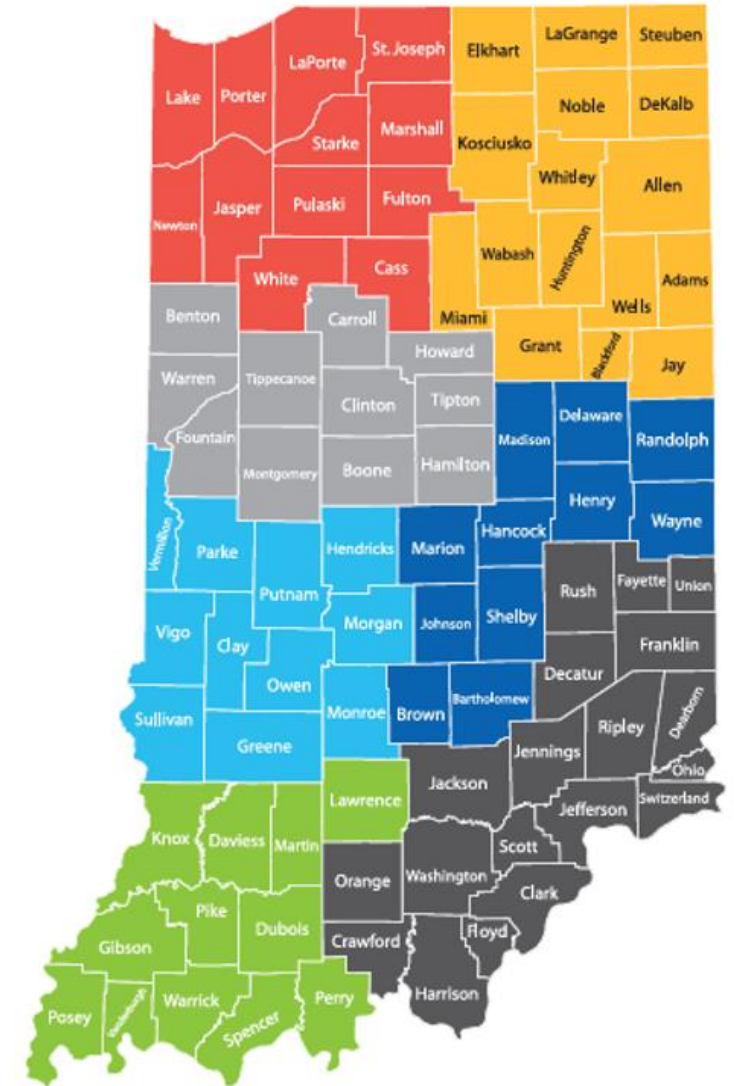 LaGrange
Steuben
St. Joseph
Elkhart
LaPorte
Lake
Porter
Noble
DeKalb
Marshall
Starke
Kosciusko
Whitley
Allen
Fulton
Pulaski
Jasper
Newton
Wabash
Huntington
Cass
White
Adams
Wells
Miami
Benton
Carroll
Grant
Blackford
Howard
Jay
Warren
Tippecanoe
Clinton
Tipton
Delaware
Fountain
Madison
Randolph
Montgomery
Boone
Hamilton
Henry
Wayne
Hancock
Vermillion
Parke
Hendricks
Marion
Rush
Fayette
Union
Putnam
Shelby
Johnson
Morgan
Vigo
Clay
Franklin
Decatur
Owen
Bartholomew
Brown
Monroe
Sullivan
Dearborn
Ripley
Greene
Jennings
Ohio
Jackson
Lawrence
Switzerland
Jefferson
Knox
Daviess
Martin
Scott
Washington
Orange
Clark
Pike
Dubois
Floyd
Crawford
Gibson
Harrison
Perry
Warrick
Posey
Vanderburgh
Spencer